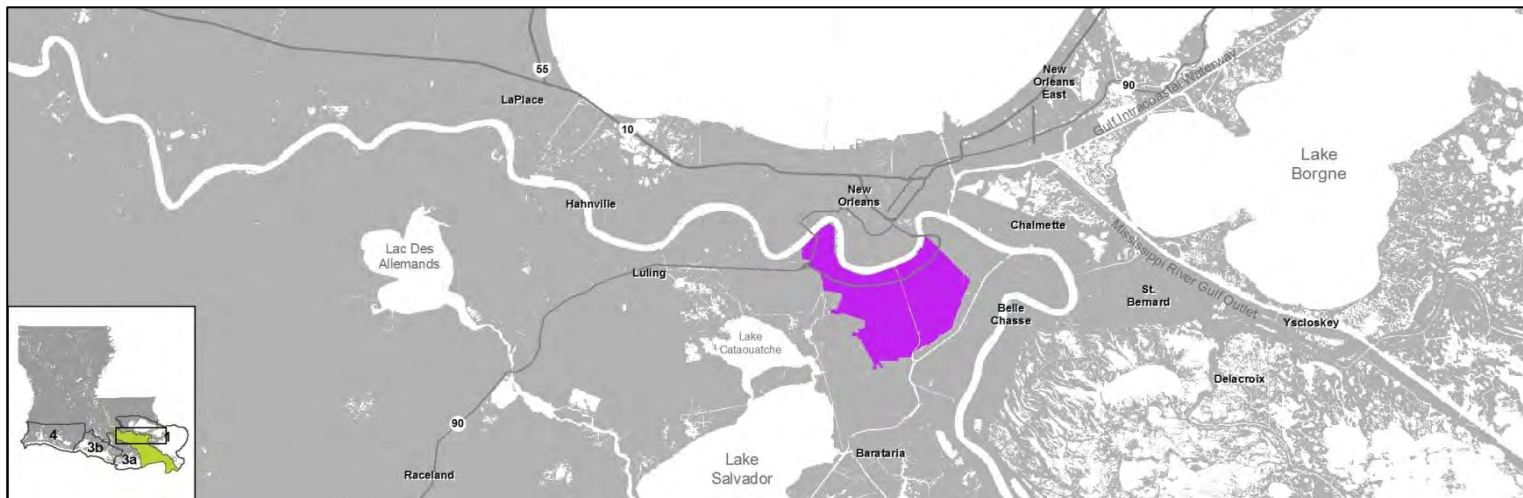 55
LaPlace
New
Orleans
East
90
Gulf Intracoastal Waterway
10
Lake
Borgne
New
Orleans
Hahnville
Chalmette
Mississippi River Gulf Outlet
Lac Des
Allemands
Luling
St.
Bernard
Belle
Chasse
Yscloskey
Lake
Cataouatche
Delacroix
90
Raceland
Lake
Salvador
Barataria
4
3b
3a
1